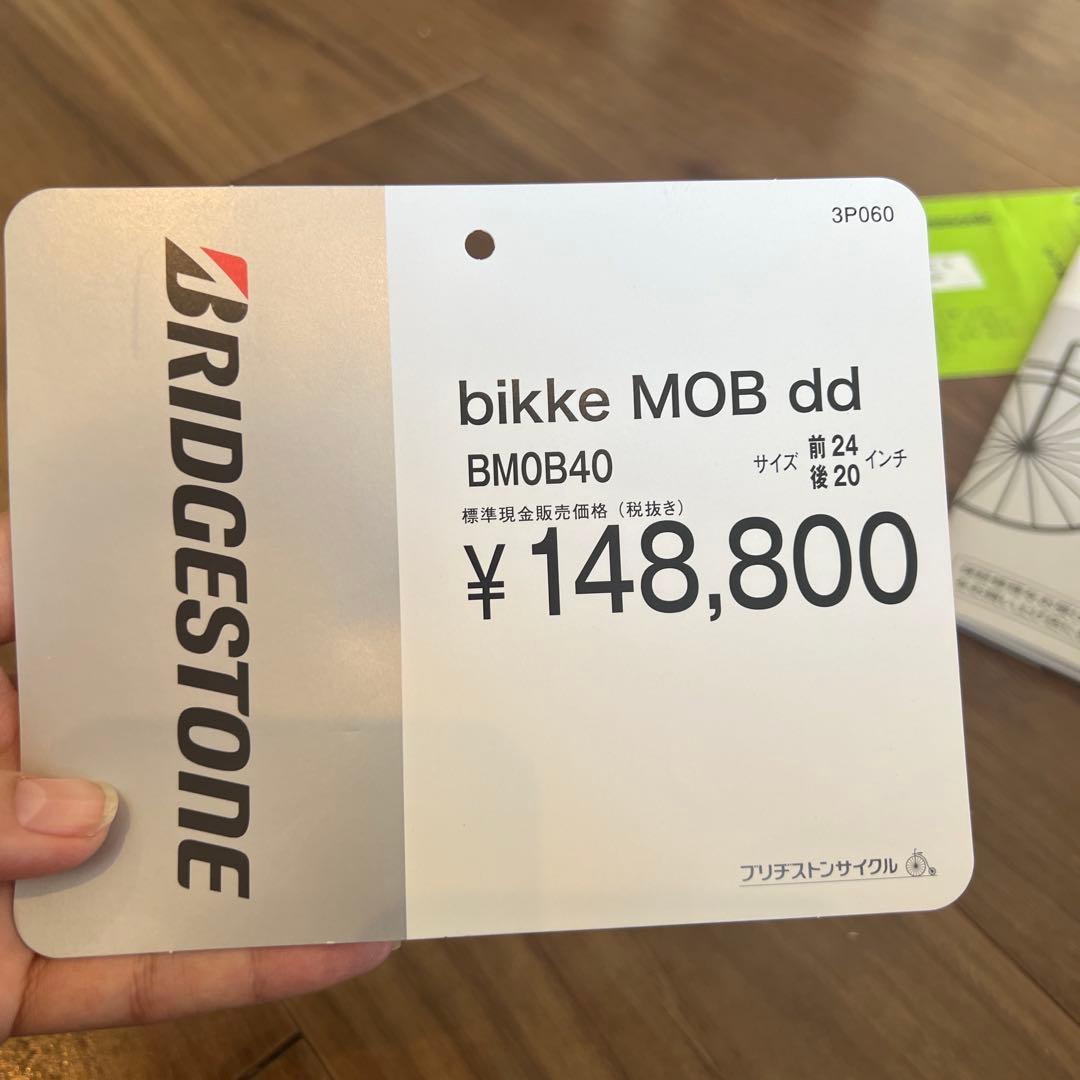 BRIDGESTONE
3P060
bikke MOB dd
BM0B40
サイズ 前24 後20 インチ
標準現金販売価格（税抜き）
¥148,800
ブリヂストンサイクル